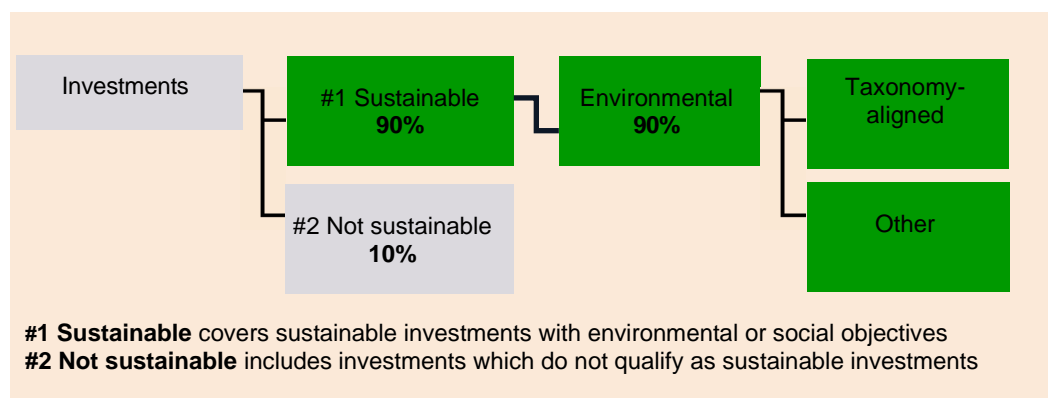 Investments
#1 Sustainable
90%
#2 Not sustainable
10%
Environmental
90%
Taxonomy-
aligned
Other
#1 Sustainable covers sustainable investments with environmental or social objectives
#2 Not sustainable includes investments which do not qualify as sustainable investments